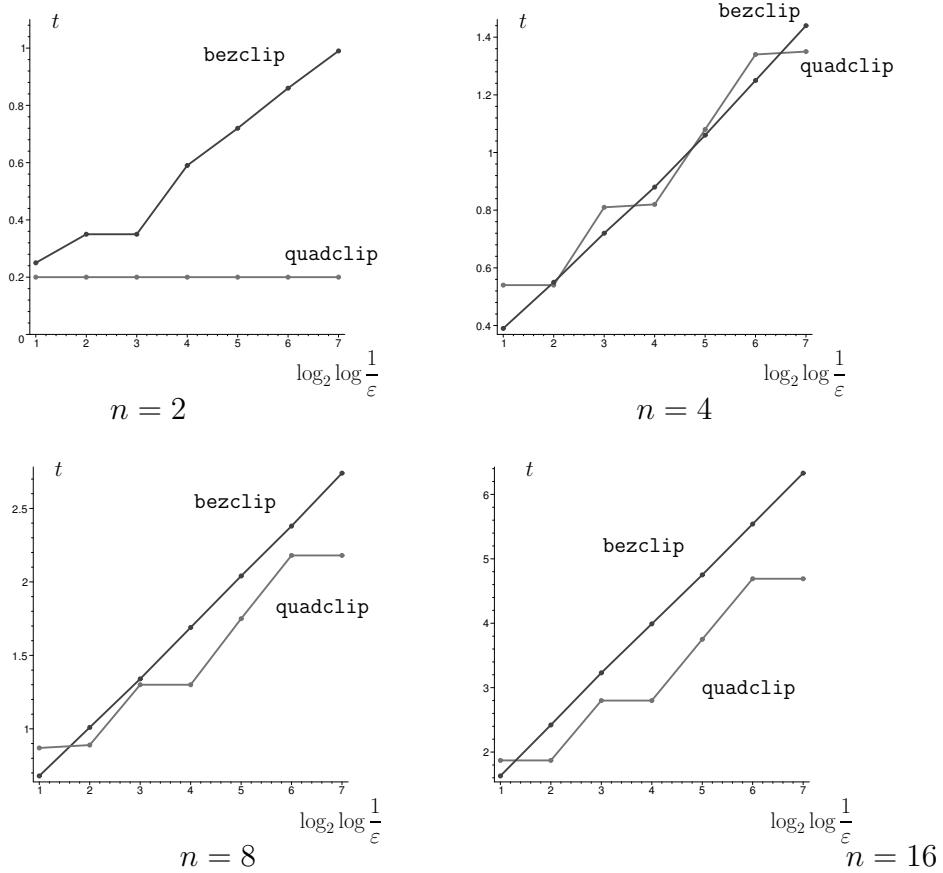 t
bezclip
quadclip
0
0.2
0.4
0.6
0.8
1
1 2 3 4 5 6 7
log₂ log 1/ε
n = 2
t
bezclip
quadclip
0.4
0.6
0.8
1
1.2
1.4
1 2 3 4 5 6 7
log₂ log 1/ε
n = 4
t
bezclip
quadclip
1
1.5
2
2.5
1 2 3 4 5 6 7
log₂ log 1/ε
n = 8
t
bezclip
quadclip
2
3
4
5
6
1 2 3 4 5 6 7
log₂ log 1/ε
n = 16